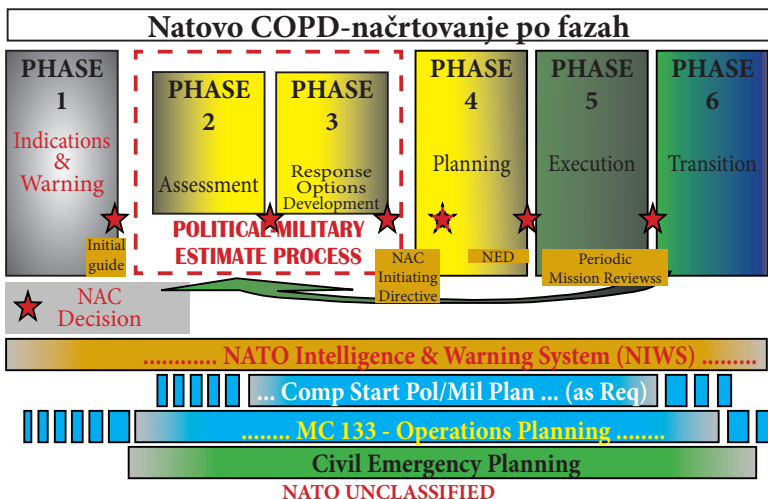 Natovo COPD-načrtovanje po fazah
PHASE
1
Indications
&
Warning
PHASE
2
Assessment
PHASE
3
Response
Options
Development
PHASE
4
Planning
PHASE
5
Execution
PHASE
6
Transition
POLITICAL-MILITARY
ESTIMATE PROCESS
Initial
guide
NAC
Initiating
Directive
NED
Periodic
Mission Reviewss
NAC
Decision
............ NATO Intelligence & Warning System (NIWS) ............
... Comp Start Pol/Mil Plan ... (as Req)
........ MC 133 - Operations Planning ........
Civil Emergency Planning
NATO UNCLASSIFIED